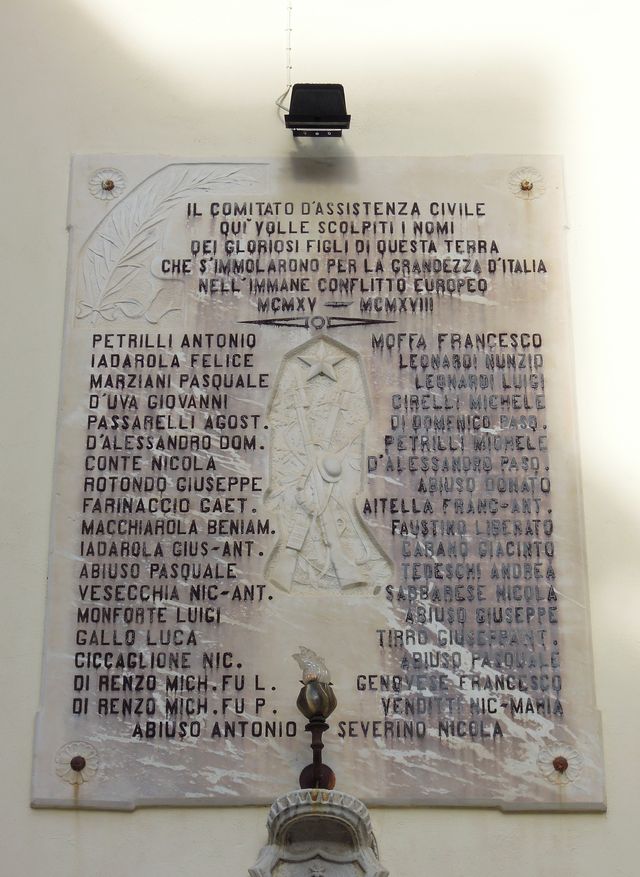 IL COMITATO D'ASSISTENZA CIVILE
QUI VOLLE SCOLPITI I NOMI
DEI GLORIOSI FIGLI DI QUESTA TERRA
CHE S'IMMOLARONO PER LA GRANDEZZA D'ITALIA
NELL'IMMANE CONFLITTO EUROPEO
MCMXV — MCMXVIII
PETRILLI ANTONIO
IADAROLA FELICE
MARZIANI PASQUALE
D'UVA GIOVANNI
PASSARELLI AGOST.
D'ALESSANDRO DOM.
CONTE NICOLA
ROTONDO GIUSEPPE
FARINACCIO GAET.
MACCHIAROLA BENIAM.
IADAROLA GIUS-ANT.
ABIUSO PASQUALE
VESECCHIA NIC-ANT.
MONFORTE LUIGI
GALLO LUCA
CICCAGLIONE NIC.
DI RENZO MICH. FU L.
DI RENZO MICH. FU P.
MOFFA FRANCESCO
LEONARDI NUNZIO
LEONARDI LUIGI
CIRELLI MICHELE
DI DOMENICO PASQ.
PETRILLI MICHELE
D'ALESSANDRO PASQ.
ABIUSO DONATO
AITELLA FRANC-ANT.
FAUSTINO LIBERATO
CABANO GIACINTO
TEDESCHI ANDREA
SABBARESE NICOLA
ABIUSO GIUSEPPE
TIRRO GIUSEPP.ANT.
ABIUSO PASQUALE
GENOVESE FRANCESCO
VENDITTI NIC-MARIA
ABIUSO ANTONIO
SEVERINO NICOLA